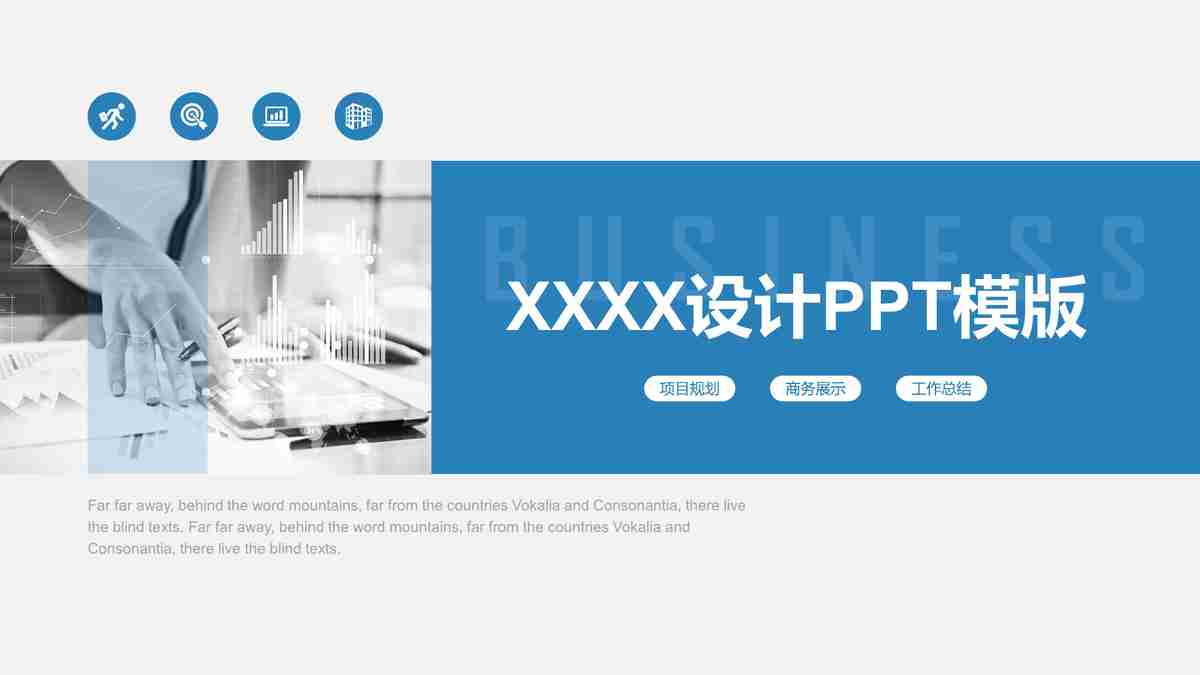 BUSINESS
XXXX设计PPT模版
项目规划
商务展示
工作总结
Far far away, behind the word mountains, far from the countries Vokalia and Consonantia, there live
the blind texts. Far far away, behind the word mountains, far from the countries Vokalia and
Consonantia, there live the blind texts.